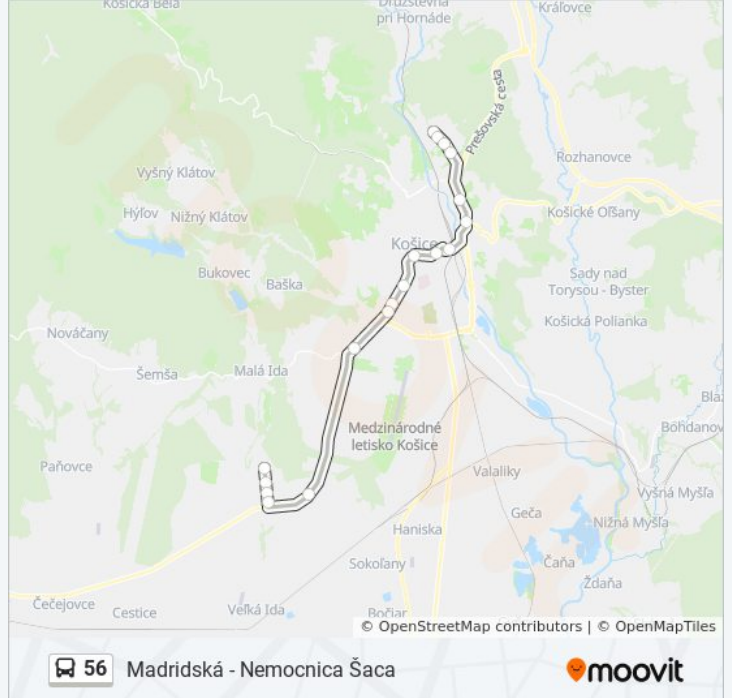 Košická Belá
Družstevná
pri Hornáde
Kráľovce
Prešovská cesta
Rozhanovce
Vyšný Klátov
Hýľov
Nižný Klátov
Košické Oľšany
Košice
Bukovec
Baška
Sady nad
Torysou - Byster
Košická Polianka
Nováčany
Šemša
Malá Ida
Blaz
Medzinárodné
letisko Košice
Bohdanov
Paňovce
Valaliky
Vyšná Myšľa
Geča
Nižná Myšľa
Haniska
Sokoľany
Čaňa
Ždaňa
Čečejovce
Cestice
Veľká Ida
Bočiar
© OpenStreetMap contributors | © OpenMapTiles
56 Madridská - Nemocnica Šaca
moovit